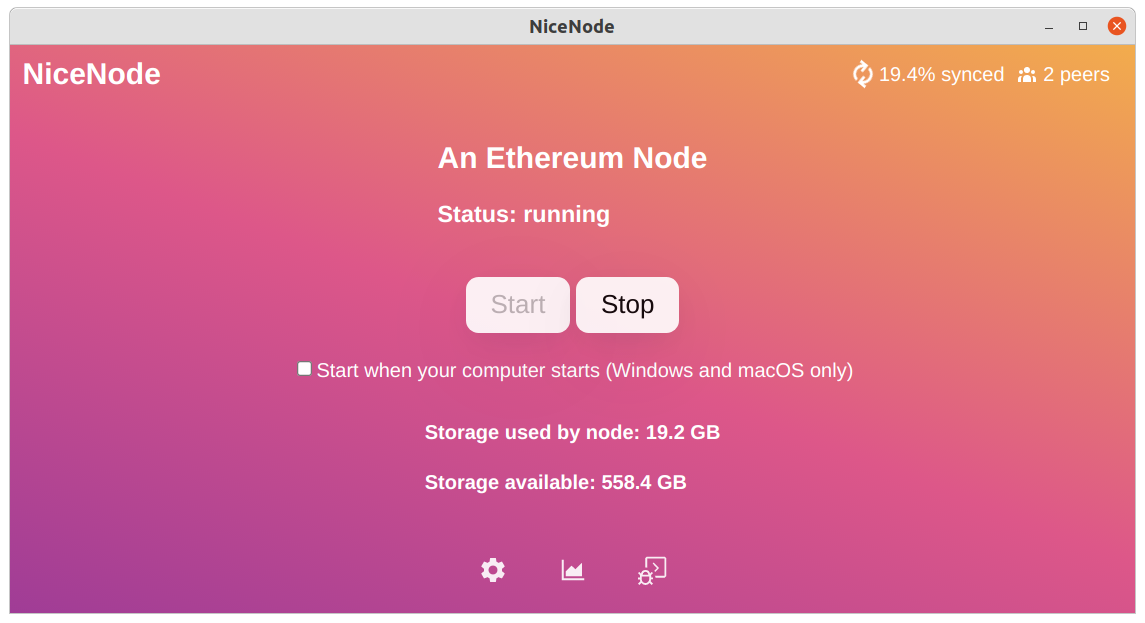 NiceNode
NiceNode
19.4% synced 2 peers
An Ethereum Node
Status: running
Start Stop
Start when your computer starts (Windows and macOS only)
Storage used by node: 19.2 GB
Storage available: 558.4 GB